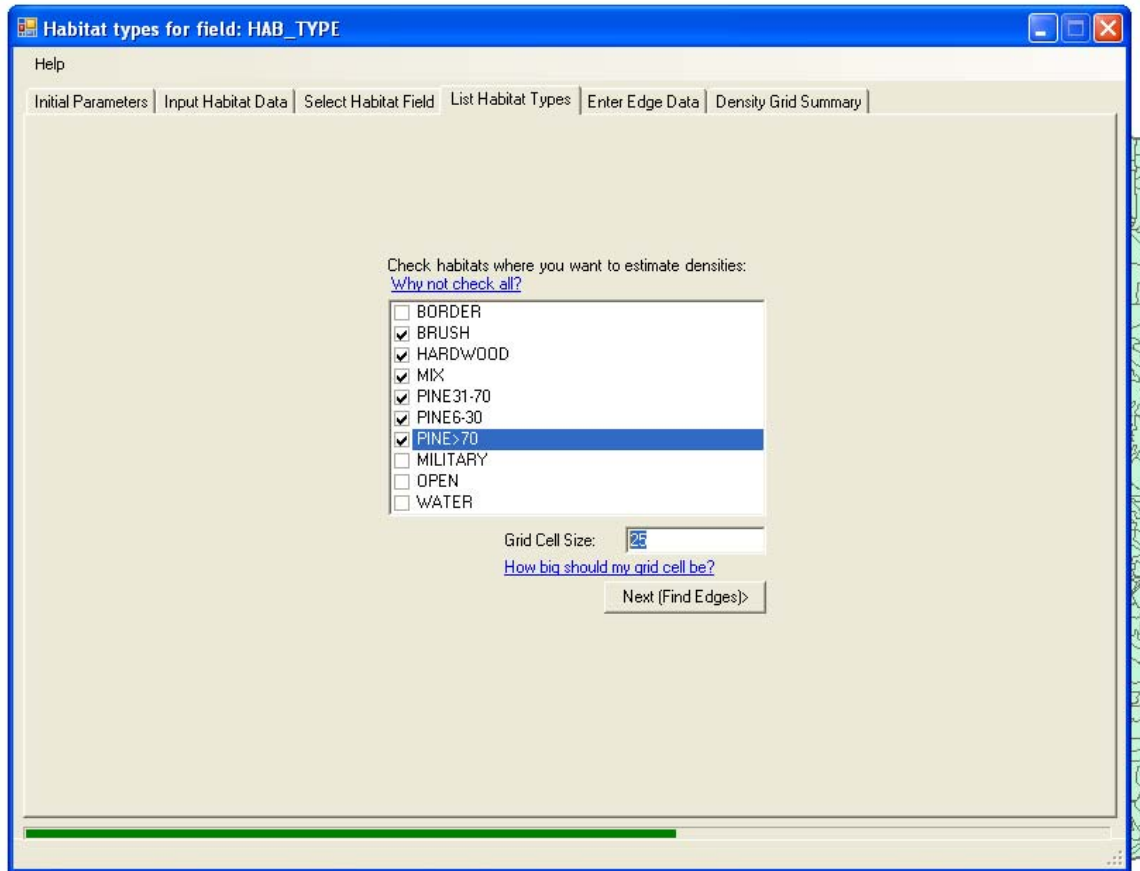 Habitat types for field: HAB_TYPE
Help
Initial Parameters Input Habitat Data Select Habitat Field List Habitat Types Enter Edge Data Density Grid Summary
Check habitats where you want to estimate densities:
Why not check all?
BORDER
BRUSH
HARDWOOD
MIX
PINE31-70
PINE6-30
PINE>70
MILITARY
OPEN
WATER
Grid Cell Size: 25
How big should my grid cell be?
Next (Find Edges)>